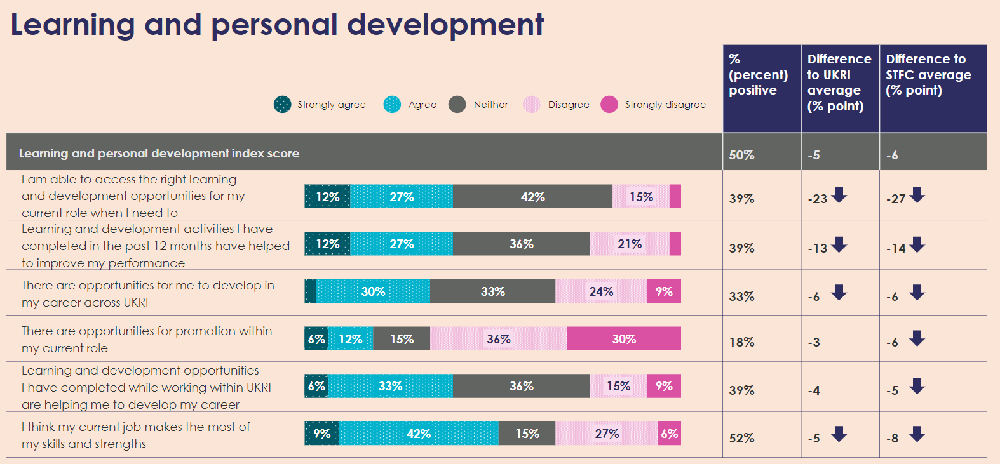 Learning and personal development
%
(percent)
positive
Difference
to UKRI
average
(% point)
Difference to
STFC average
(% point)
Strongly agree
Agree
Neither
Disagree
Strongly disagree
Learning and personal development index score
50%
-5
-6
I am able to access the right learning
and development opportunities for my
current role when I need to
12%
27%
42%
15%
39%
-23
-27
Learning and development activities I have
completed in the past 12 months have helped
to improve my performance
12%
27%
36%
21%
39%
-13
-14
There are opportunities for me to develop in
my career across UKRI
30%
33%
24%
9%
33%
-6
-6
There are opportunities for promotion within
my current role
6%
12%
15%
36%
30%
18%
-3
-6
Learning and development opportunities
I have completed while working within UKRI
are helping me to develop my career
6%
33%
36%
15%
9%
39%
-4
-5
I think my current job makes the most of
my skills and strengths
9%
42%
15%
27%
6%
52%
-5
-8